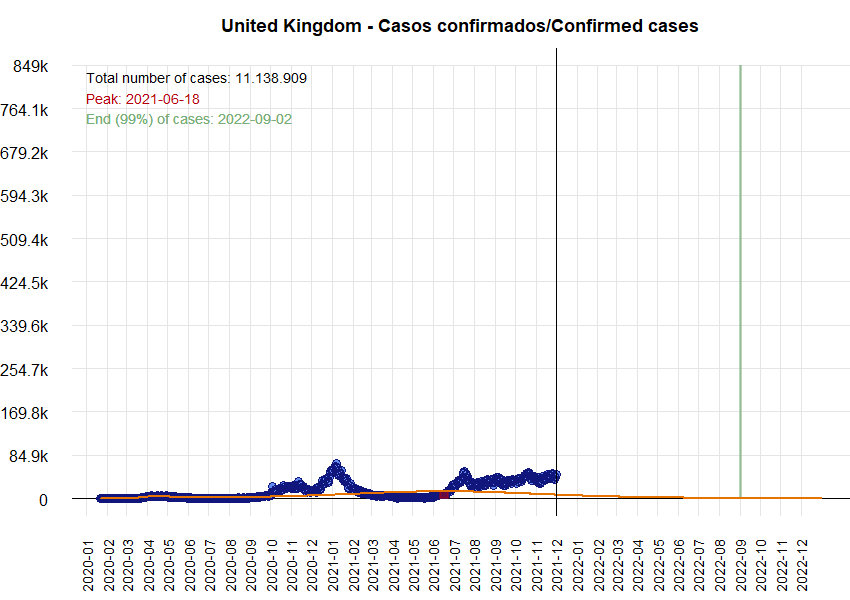 United Kingdom - Casos confirmados/Confirmed cases
849k
Total number of cases: 11.138.909
Peak: 2021-06-18
764.1k
End (99%) of cases: 2022-09-02
679.2k
594.3k
509.4k
424.5k
339.6k
254.7k
169.8k
84.9k
0
2020-01
2020-02
2020-03
2020-04
2020-05
2020-06
2020-07
2020-08
2020-09
2020-10
2020-11
2020-12
2021-01
2021-02
2021-03
2021-04
2021-05
2021-06
2021-07
2021-08
2021-09
2021-10
2021-11
2021-12
2022-01
2022-02
2022-03
2022-04
2022-05
2022-06
2022-07
2022-08
2022-09
2022-10
2022-11
2022-12